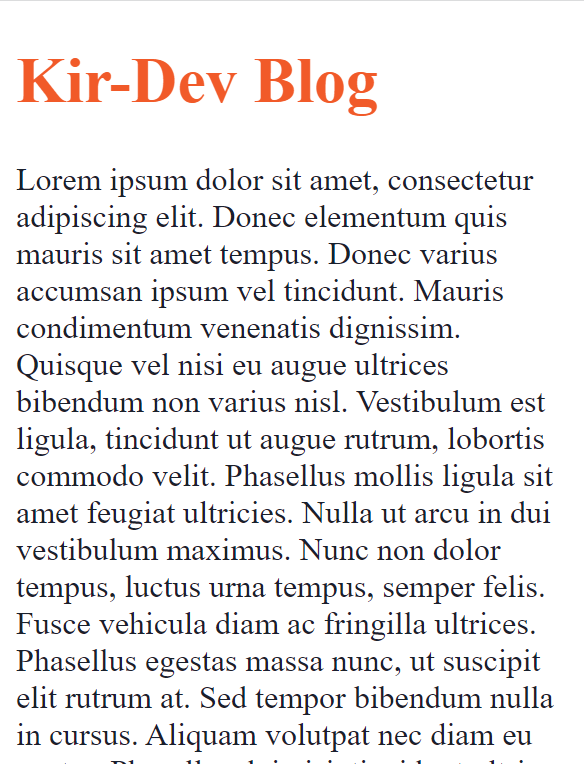 Kir-Dev Blog
Lorem ipsum dolor sit amet, consectetur
adipiscing elit. Donec elementum quis
mauris sit amet tempus. Donec varius
accumsan ipsum vel tincidunt. Mauris
condimentum venenatis dignissim.
Quisque vel nisi eu augue ultrices
bibendum non varius nisl. Vestibulum est
ligula, tincidunt ut augue rutrum, lobortis
commodo velit. Phasellus mollis ligula sit
amet feugiat ultricies. Nulla ut arcu in dui
vestibulum maximus. Nunc non dolor
tempus, luctus urna tempus, semper felis.
Fusce vehicula diam ac fringilla ultrices.
Phasellus egestas massa nunc, ut suscipit
elit rutrum at. Sed tempor bibendum nulla
in cursus. Aliquam volutpat nec diam eu